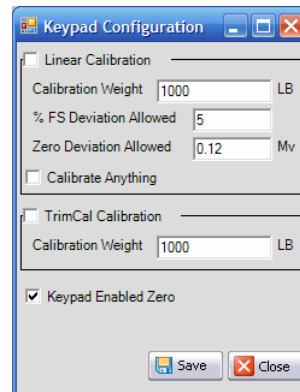 Keypad Configuration
Linear Calibration
Calibration Weight 1000 LB
% FS Deviation Allowed 5
Zero Deviation Allowed 0.12 Mv
Calibrate Anything
TrimCal Calibration
Calibration Weight 1000 LB
Keypad Enabled Zero
Save Close